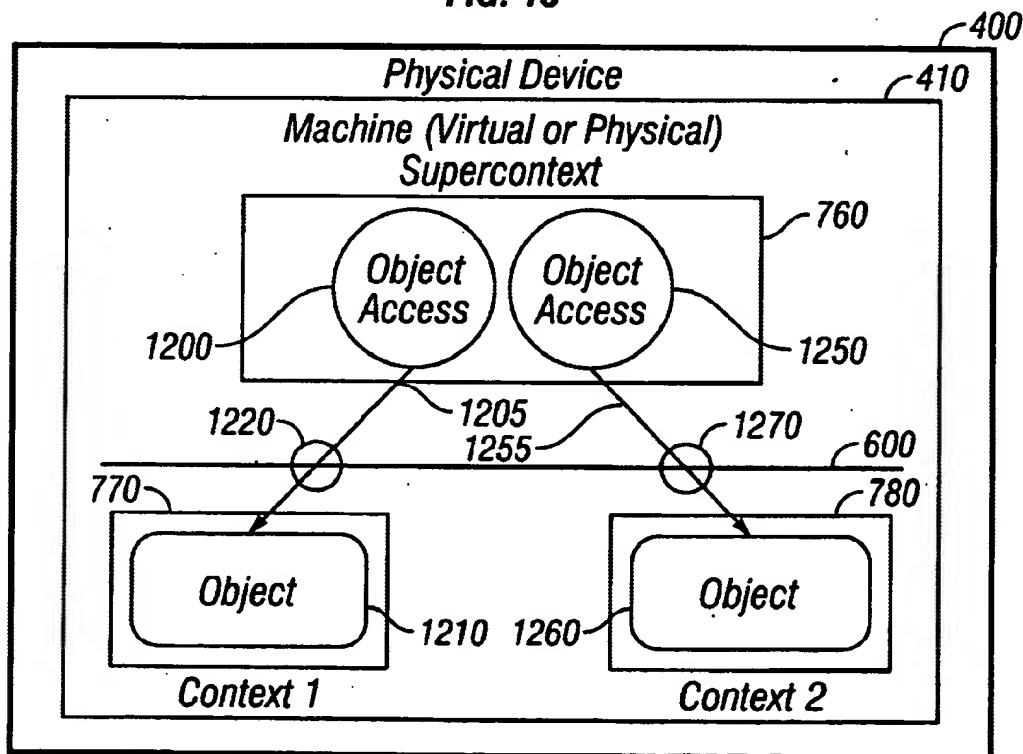 400
Physical Device
410
Machine (Virtual or Physical)
Supercontext
760
Object
Access
Object
Access
1200
1250
1205
1220
1255
1270
600
770
780
Object
Object
1210
1260
Context 1
Context 2